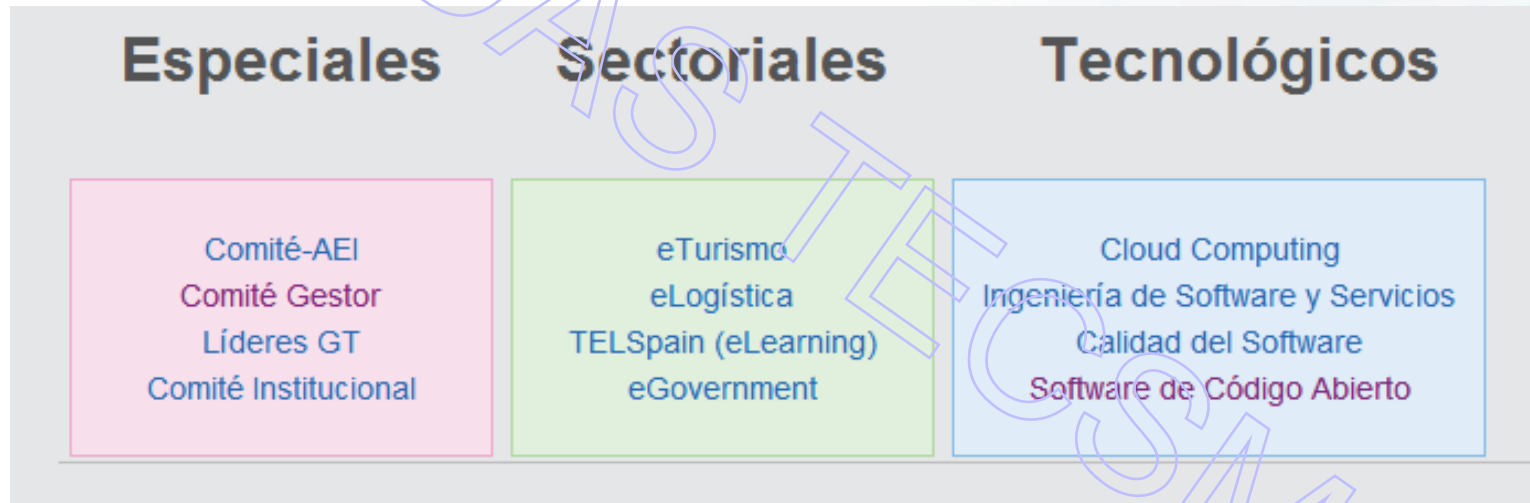 Especiales
Sectoriales
Tecnológicos
Comité-AEI
Comité Gestor
Líderes GT
Comité Institucional
eTurismo
eLogística
TELSpain (eLearning)
eGovernment
Cloud Computing
Ingeniería de Software y Servicios
Calidad del Software
Software de Código Abierto